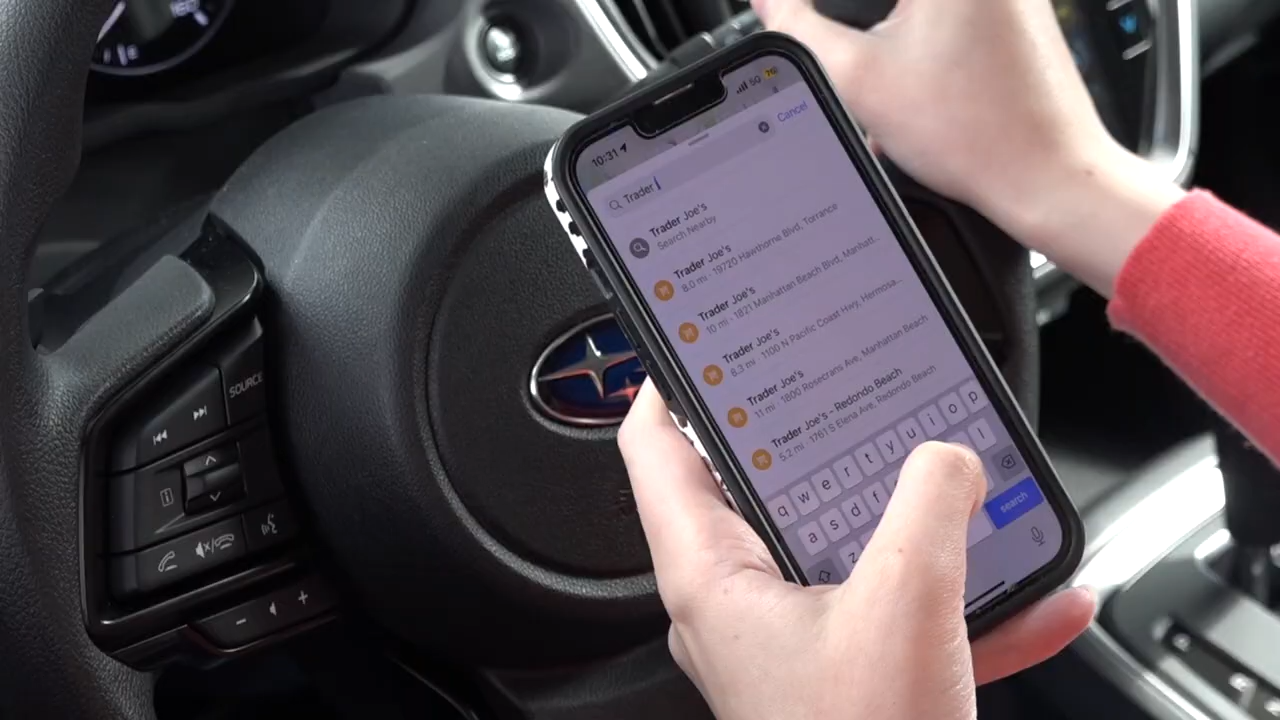 160
E
10:31
5G
76
Trader
Cancel
Trader Joe's
Search Nearby
Trader Joe's
8.0 mi · 19720 Hawthorne Blvd, Torrance
Trader Joe's
10 mi · 1821 Manhattan Beach Blvd, Manhatt...
Trader Joe's
8.3 mi · 1100 N Pacific Coast Hwy, Hermosa...
Trader Joe's
11 mi · 1800 Rosecrans Ave, Manhattan Beach
Trader Joe's – Redondo Beach
5.2 mi · 1761 S Elena Ave, Redondo Beach
q w e r t y u i o p
a s d f l
z
search
SOURCE
i
- +